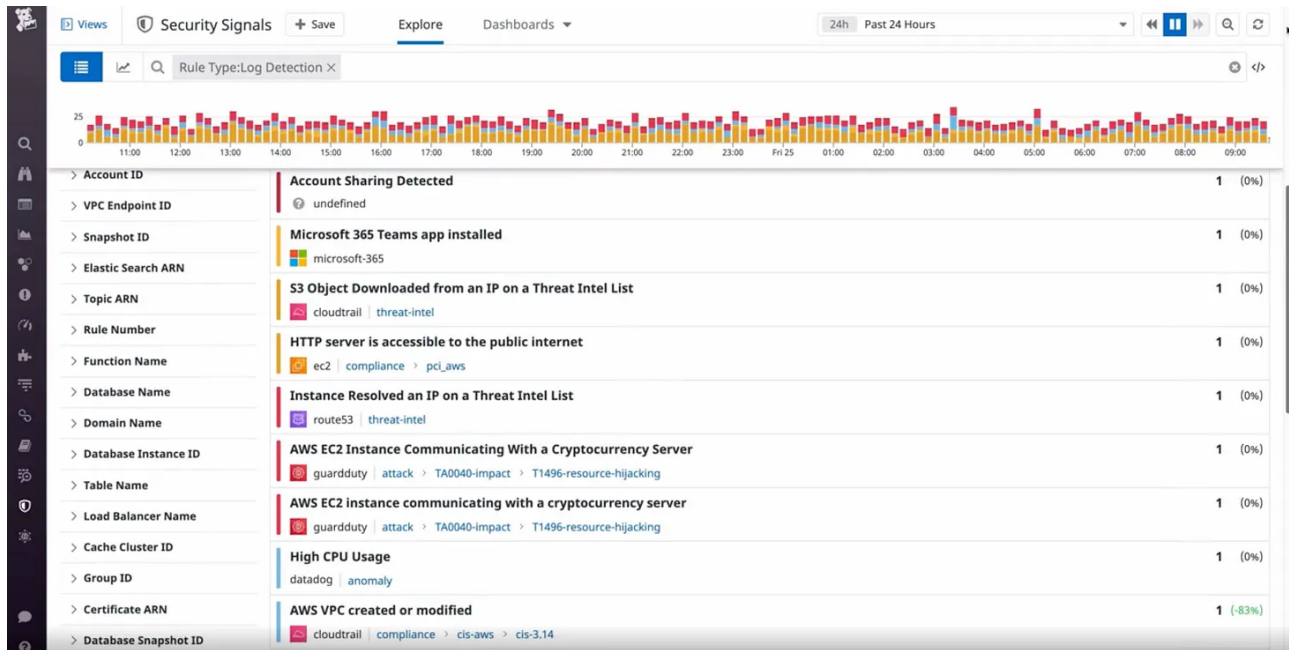 Views
Security Signals
+ Save
Explore
Dashboards
24h Past 24 Hours
Rule Type:Log Detection ×
</>
25
0
11:00 12:00 13:00 14:00 15:00 16:00 17:00 18:00 19:00 20:00 21:00 22:00 23:00 Fri 25 01:00 02:00 03:00 04:00 05:00 06:00 07:00 08:00 09:00
Account ID
VPC Endpoint ID
Snapshot ID
Elastic Search ARN
Topic ARN
Rule Number
Function Name
Database Name
Domain Name
Database Instance ID
Table Name
Load Balancer Name
Cache Cluster ID
Group ID
Certificate ARN
Database Snapshot ID
Account Sharing Detected 1 (0%)
undefined
Microsoft 365 Teams app installed 1 (0%)
microsoft-365
S3 Object Downloaded from an IP on a Threat Intel List 1 (0%)
cloudtrail | threat-intel
HTTP server is accessible to the public internet 1 (0%)
ec2 | compliance > pci_aws
Instance Resolved an IP on a Threat Intel List 1 (0%)
route53 | threat-intel
AWS EC2 Instance Communicating With a Cryptocurrency Server 1 (0%)
guardduty | attack > TA0040-impact > T1496-resource-hijacking
AWS EC2 instance communicating with a cryptocurrency server 1 (0%)
guardduty | attack > TA0040-impact > T1496-resource-hijacking
High CPU Usage 1 (0%)
datadog | anomaly
AWS VPC created or modified 1 (-83%)
cloudtrail | compliance > cis-aws > cis-3.14